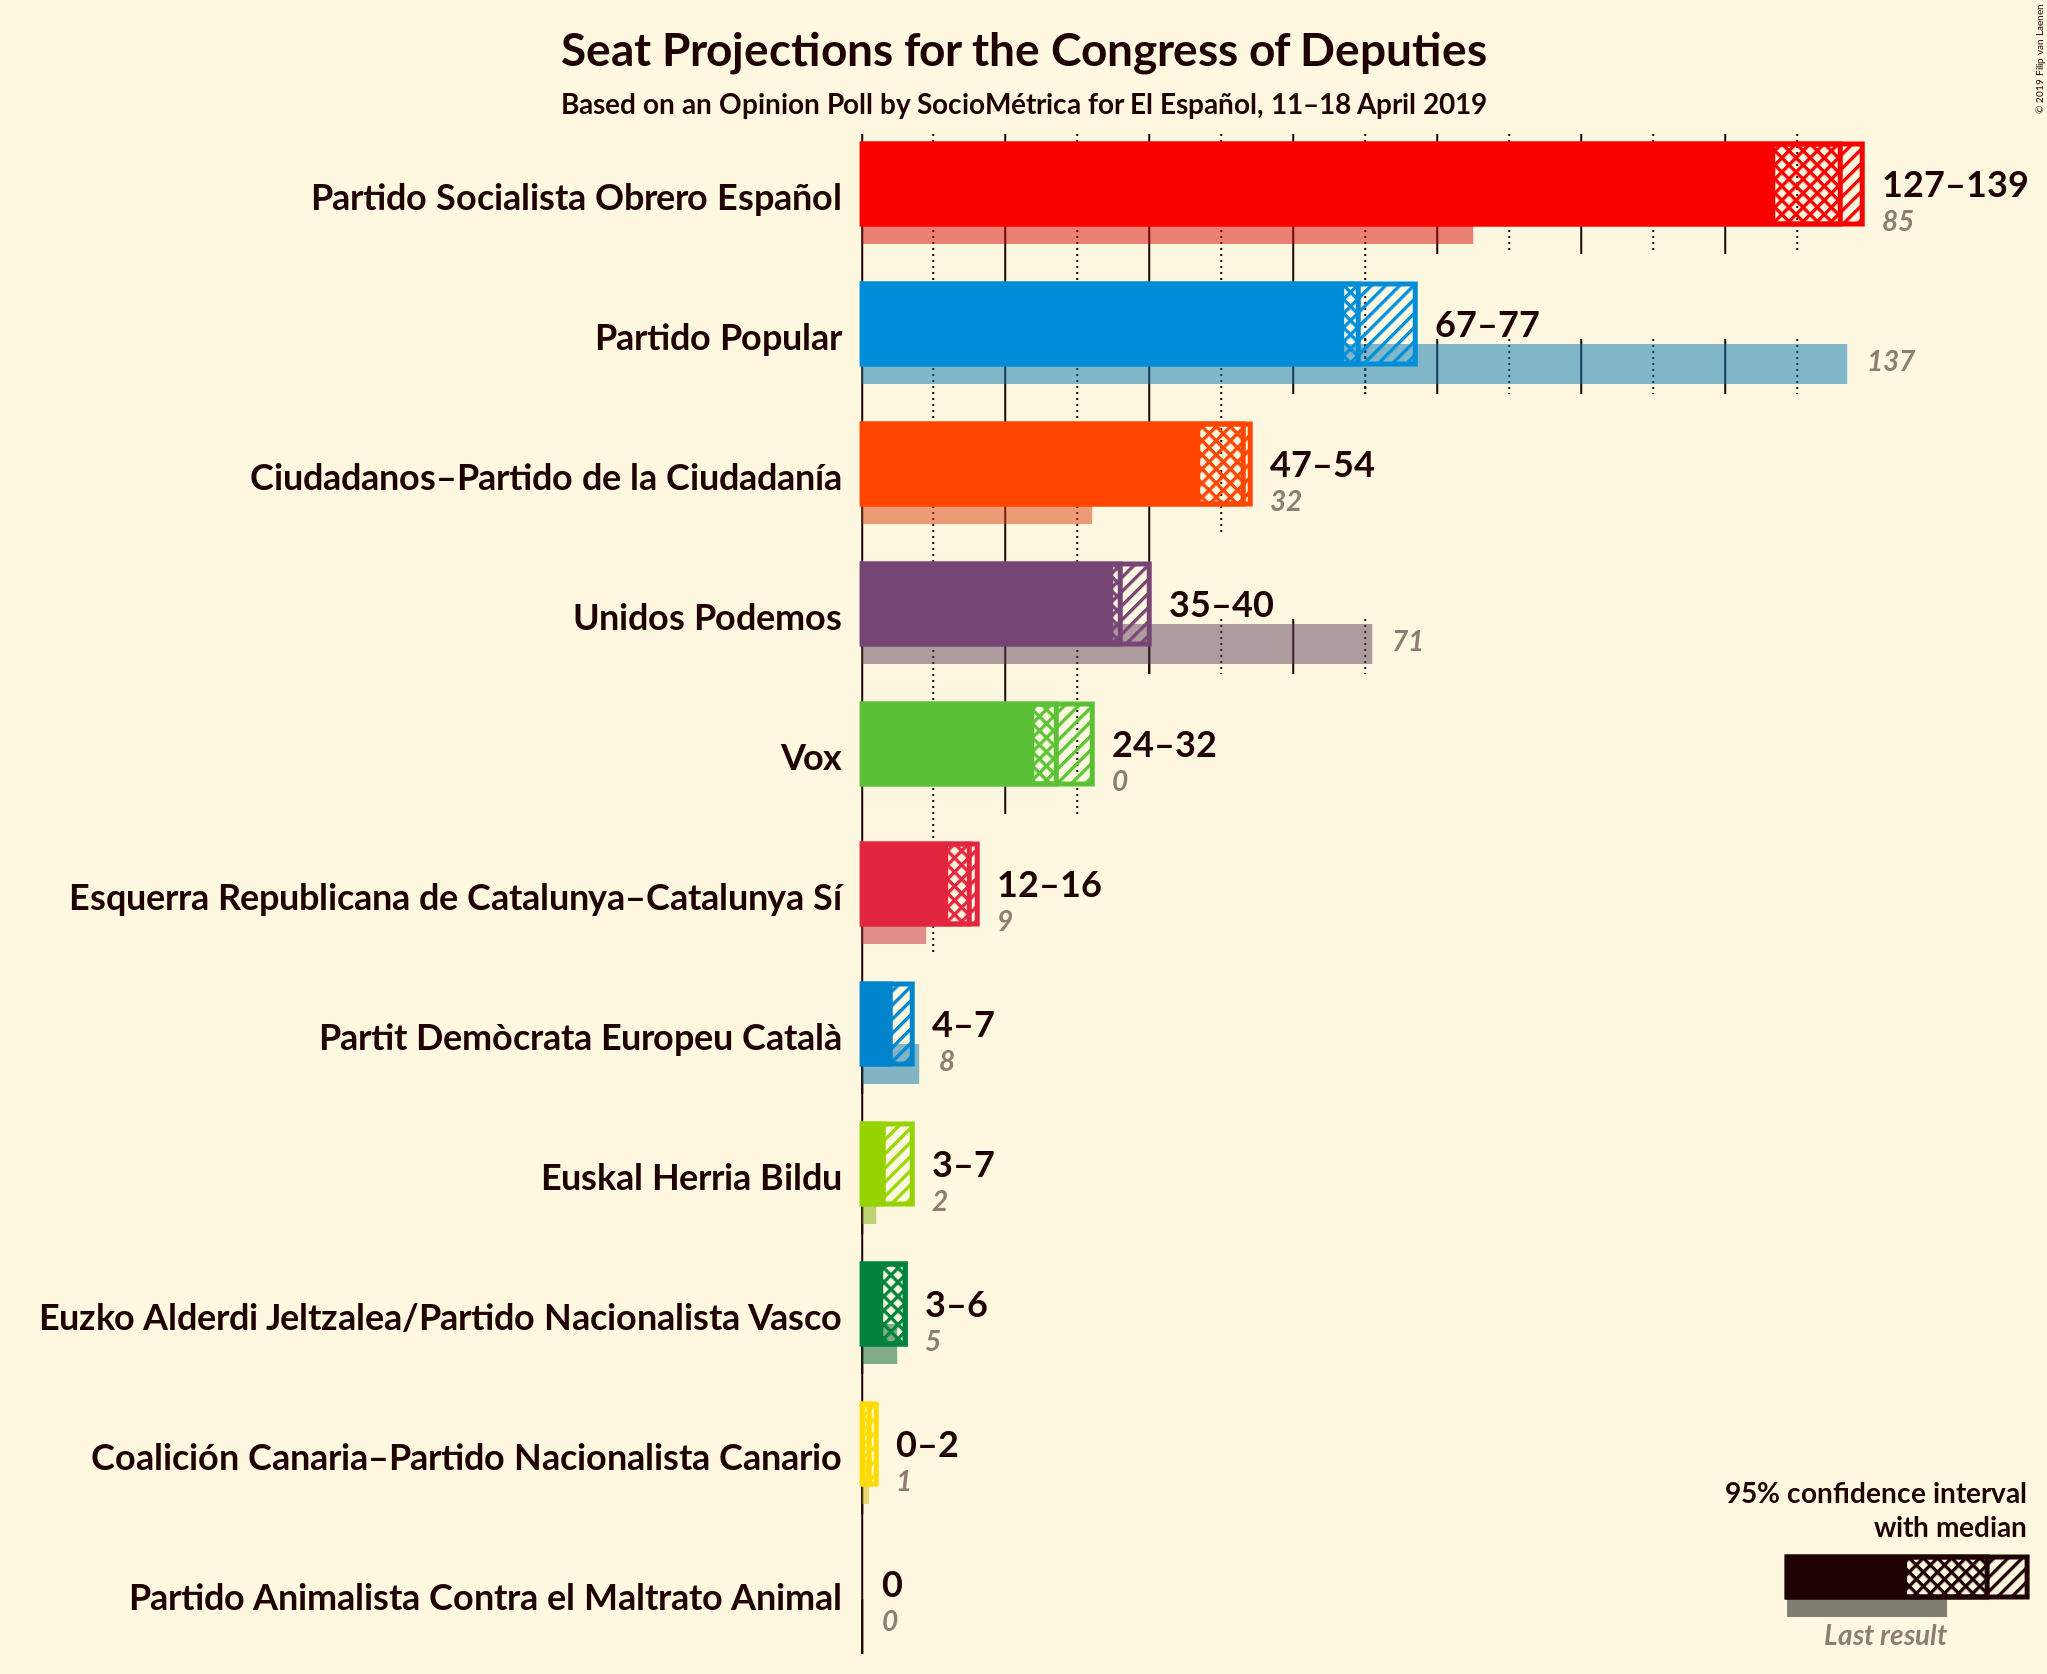 Seat Projections for the Congress of Deputies
Based on an Opinion Poll by SocioMétrica for El Español, 11–18 April 2019
© 2019 Filip van Laenen
Partido Socialista Obrero Español
127–139
85
Partido Popular
67–77
137
Ciudadanos–Partido de la Ciudadanía
47–54
32
Unidos Podemos
35–40
71
Vox
24–32
0
Esquerra Republicana de Catalunya–Catalunya Sí
12–16
9
Partit Demòcrata Europeu Català
4–7
8
Euskal Herria Bildu
3–7
2
Euzko Alderdi Jeltzalea/Partido Nacionalista Vasco
3–6
5
Coalición Canaria–Partido Nacionalista Canario
0–2
1
Partido Animalista Contra el Maltrato Animal
0
0
95% confidence interval
with median
Last result